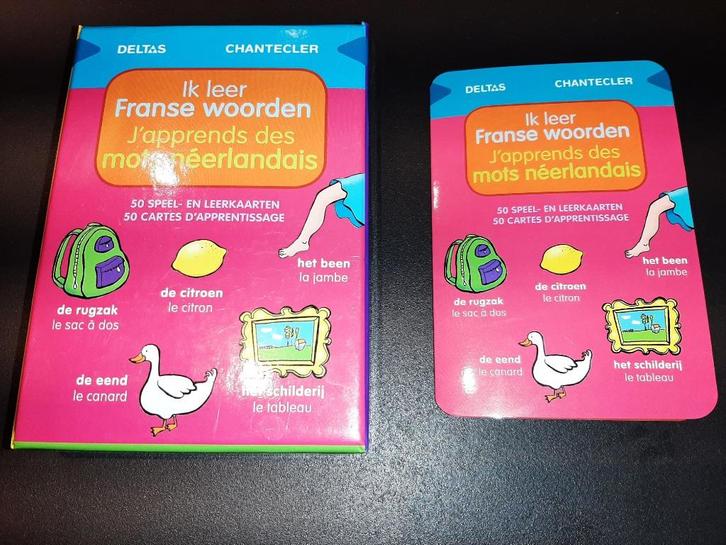 DELTAS CHANTECLER
Ik leer
Franse woorden
J'apprends des
mots néerlandais
50 SPEEL- EN LEERKAARTEN
50 CARTES D'APPRENTISSAGE
het been
la jambe
de citroen
le citron
de rugzak
le sac à dos
de eend
le canard
het schilderij
le tableau
DELTAS CHANTECLER
Ik leer
Franse woorden
J'apprends des
mots néerlandais
50 SPEEL- EN LEERKAARTEN
50 CARTES D'APPRENTISSAGE
het been
la jambe
de citroen
le citron
de rugzak
le sac à dos
de eend
le canard
het schilderij
le tableau